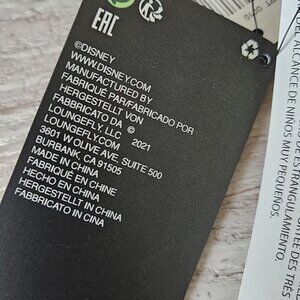 EAC
©DISNEY
WWW.DISNEY.COM
MANUFACTURED BY
FABRIQUÉ PAR/FABRICADO POR
HERGESTELLT VON
FABBRICATO DA
LOUNGEFLY, LLC © 2021
LOUNGEFLY.COM
3601 W OLIVE AVE, SUITE 500
BURBANK, CA 91505
MADE IN CHINA
FABRIQUÉ EN CHINE
HECHO EN CHINA
HERGESTELLT IN CHINA
FABBRICATO IN CINA
DEL ALCANCE DE NIÑOS MUY PEQUEÑOS.